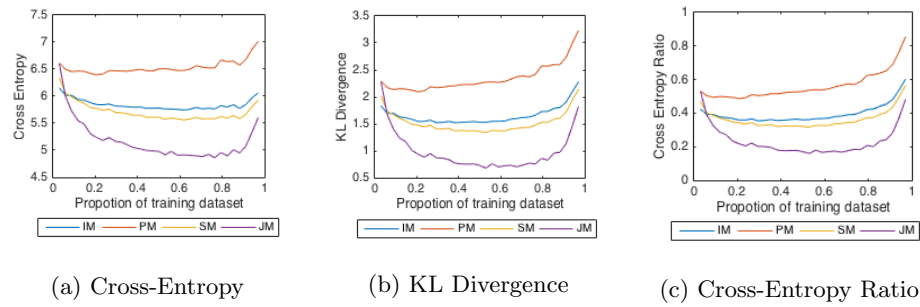 7.5
7
6.5
6
5.5
5
4.5
Cross Entropy
0 0.2 0.4 0.6 0.8 1
Propotion of training dataset
IM PM SM JM
(a) Cross-Entropy
3.5
3
2.5
2
1.5
1
0.5
KL Divergence
0 0.2 0.4 0.6 0.8 1
Propotion of training dataset
IM PM SM JM
(b) KL Divergence
1
0.8
0.6
0.4
0.2
0
Cross Entropy Ratio
0 0.2 0.4 0.6 0.8 1
Propotion of training dataset
IM PM SM JM
(c) Cross-Entropy Ratio